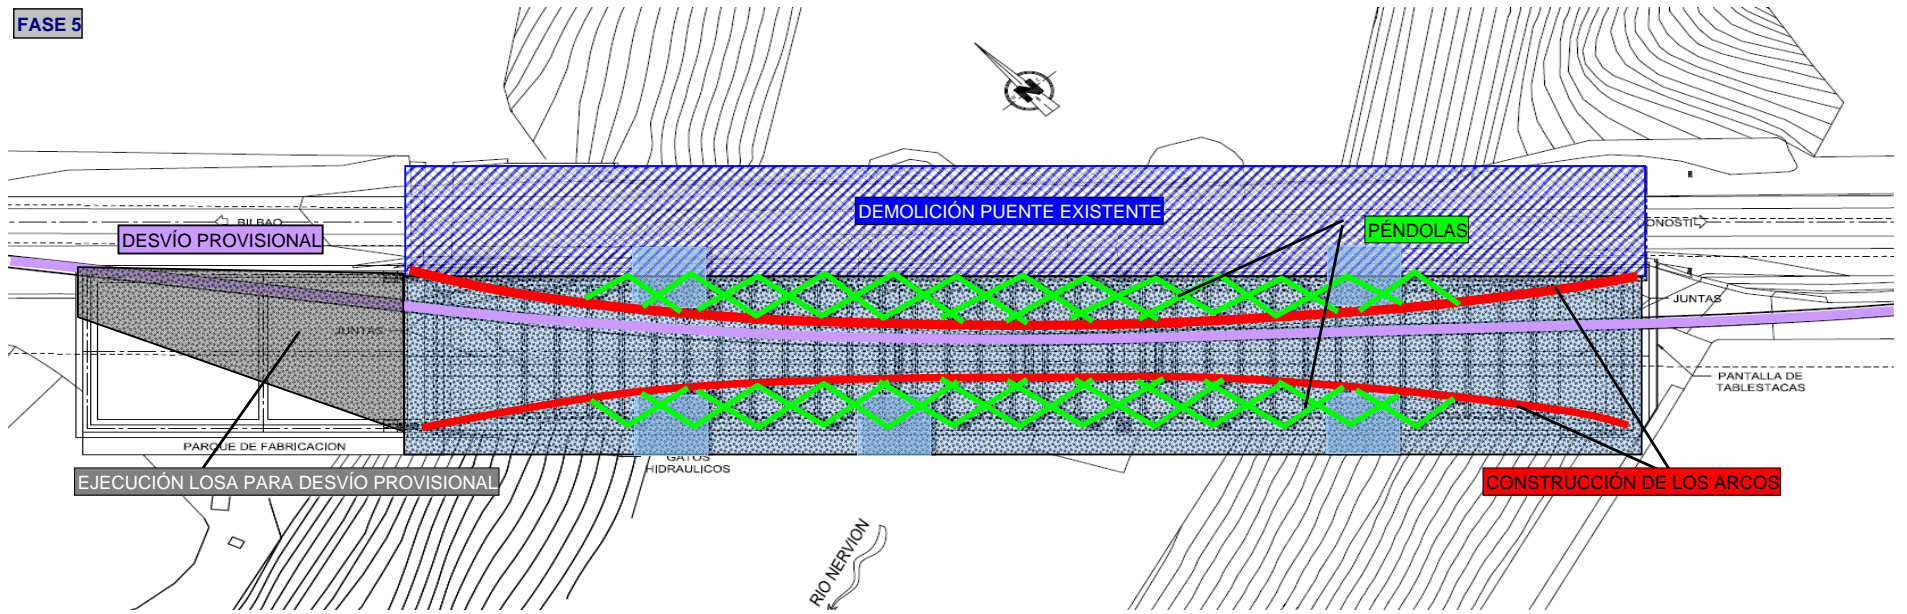 FASE 5
N
BILBAO
DESVÍO PROVISIONAL
DEMOLICIÓN PUENTE EXISTENTE
PÉNDOLAS
ONOSTI
JUNTAS
JUNTAS
PANTALLA DE
TABLESTACAS
PARQUE DE FABRICACION
GATOS
HIDRAULICOS
EJECUCIÓN LOSA PARA DESVÍO PROVISIONAL
CONSTRUCCIÓN DE LOS ARCOS
RIO NERVION